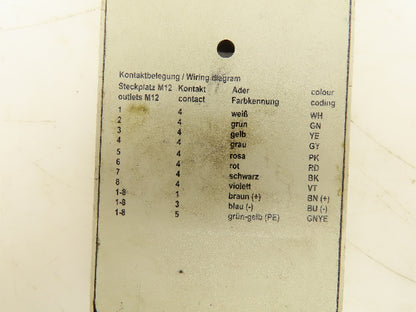 Kontaktbelegung / Wiring diagram
Steckplatz M12 Kontakt Ader colour
outlets M12 contact Farbkennung coding
1 4 weiß WH
2 4 grün GN
3 4 gelb YE
4 4 grau GY
5 4 rosa PK
6 4 rot RD
7 4 schwarz BK
8 4 violett VT
1-8 1 braun (+) BN (+)
1-8 3 blau (-) BU (-)
1-8 5 grün-gelb (PE) GNYE